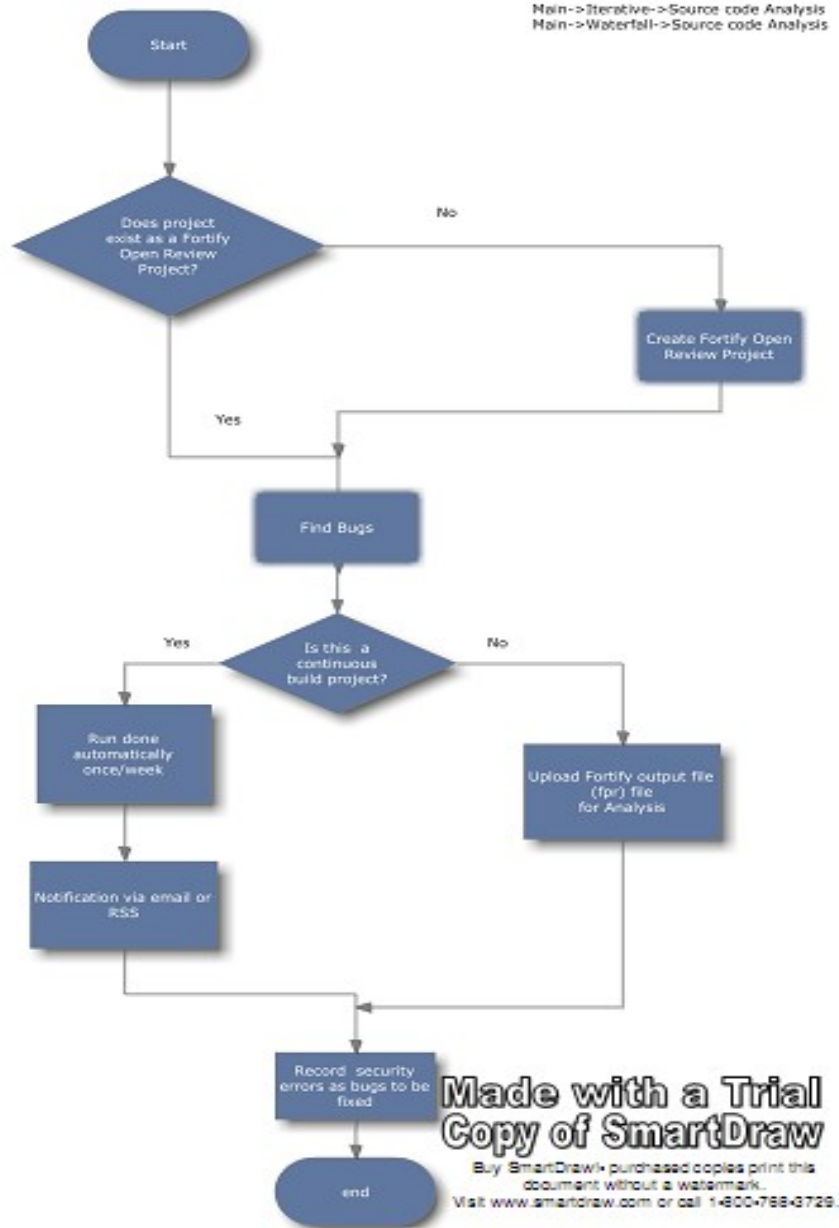 Main->Iterative->Source code Analysis
Main->Waterfall->Source code Analysis
Start
Does project
exist as a Fortify
Open Review
Project?
No
Create Fortify Open
Review Project
Yes
Find Bugs
Is this a
continuous
build project?
Yes
No
Run done
automatically
once/week
Upload Fortify output file
(fpr) file
for Analysis
Notification via email or
RSS
Record security
errors as bugs to be
fixed
end
Made with a Trial
Copy of SmartDraw
Buy SmartDraw!- purchased copies print this
document without a watermark.
Visit www.smartdraw.com or call 1-800-768-3729.